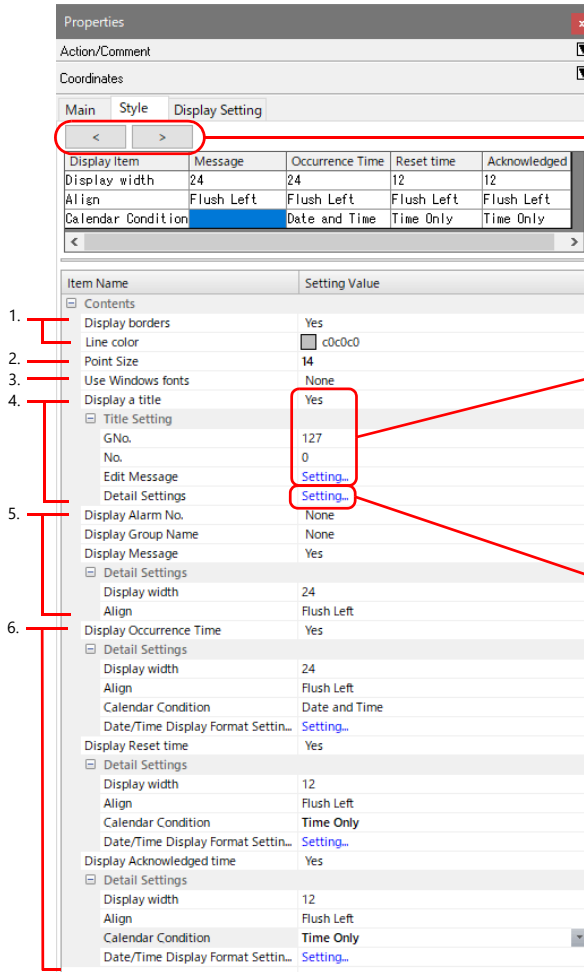 Properties x
Action/Comment
Coordinates
Main Style Display Setting
< >
Display Item Message Occurrence Time Reset time Acknowledged
Display width 24 24 12 12
Align Flush Left Flush Left Flush Left Flush Left
Calendar Condition Date and Time Time Only Time Only
< >
Item Name Setting Value
Contents
1. Display borders Yes
Line color c0c0c0
2. Point Size 14
3. Use Windows fonts None
4. Display a title Yes
Title Setting
GNo. 127
No. 0
Edit Message Setting...
Detail Settings Setting...
5. Display Alarm No. None
Display Group Name None
Display Message Yes
Detail Settings
Display width 24
Align Flush Left
6. Display Occurrence Time Yes
Detail Settings
Display width 24
Align Flush Left
Calendar Condition Date and Time
Date/Time Display Format Settin... Setting...
Display Reset time Yes
Detail Settings
Display width 12
Align Flush Left
Calendar Condition Time Only
Date/Time Display Format Settin... Setting...
Display Acknowledged time Yes
Detail Settings
Display width 12
Align Flush Left
Calendar Condition Time Only
Date/Time Display Format Settin... Setting...